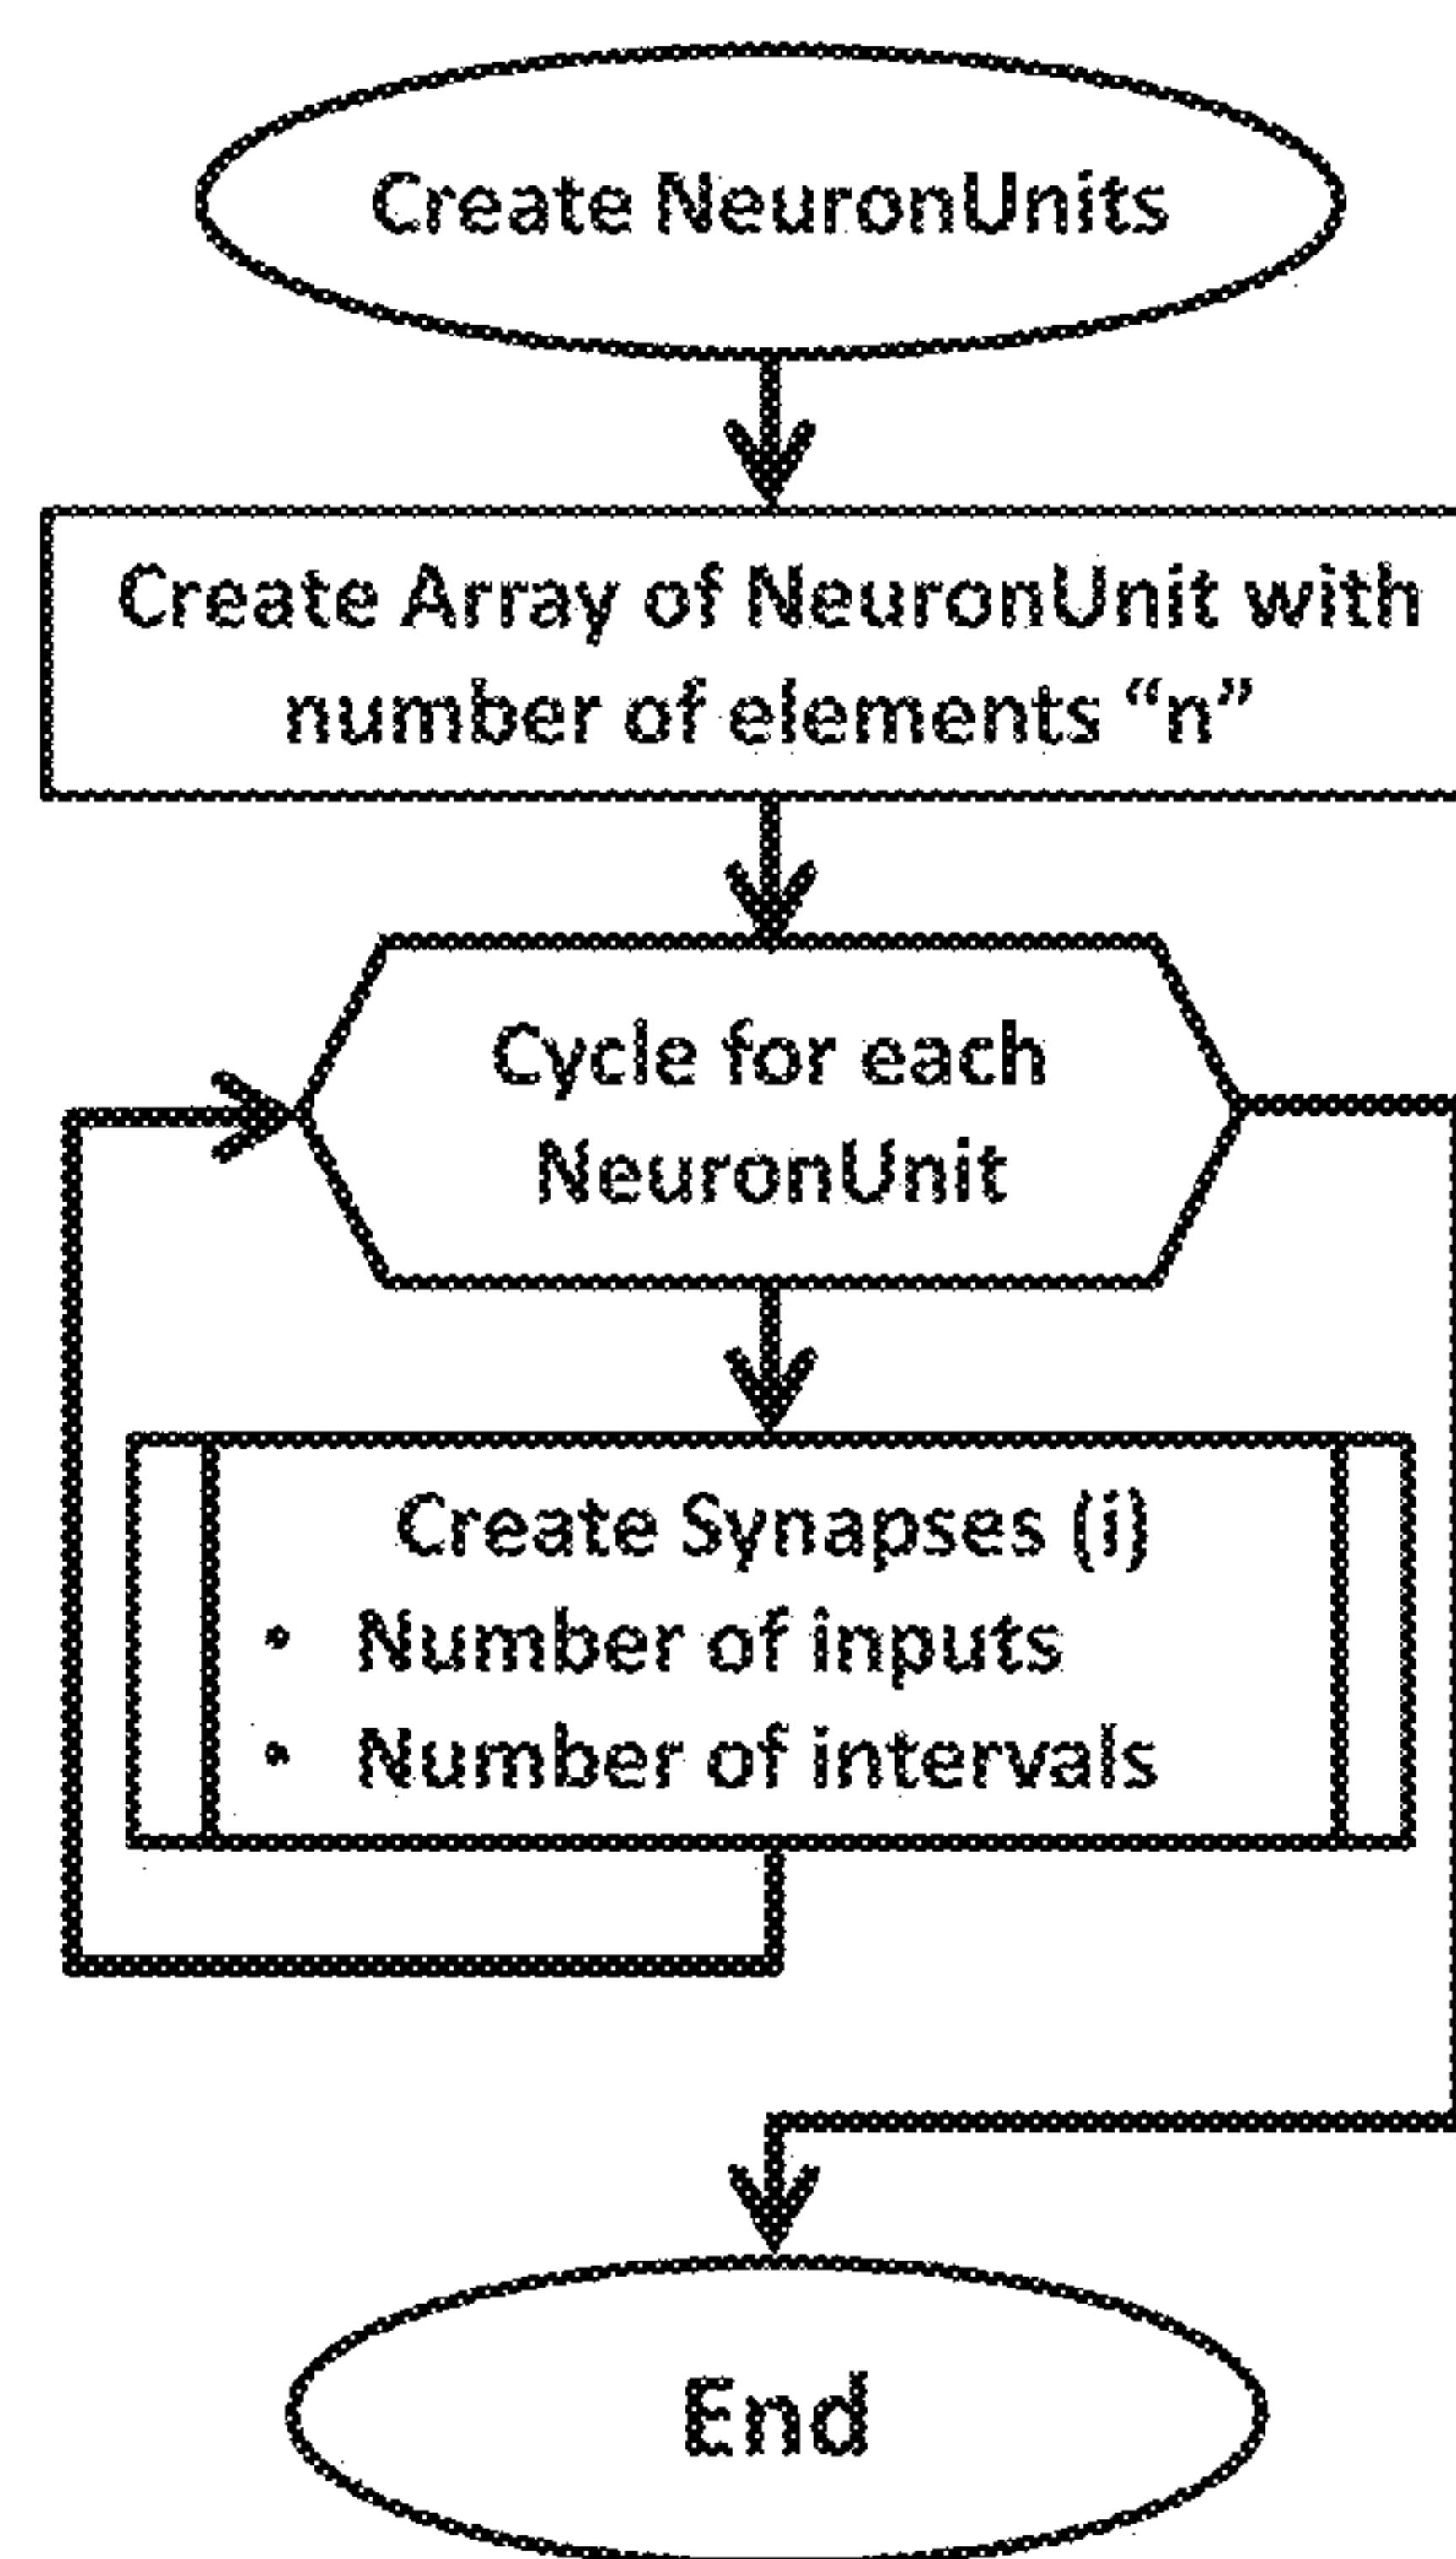 Create NeuronUnits
Create Array of NeuronUnit with
number of elements “n”
Cycle for each
NeuronUnit
Create Synapses (i)
• Number of inputs
• Number of intervals
End